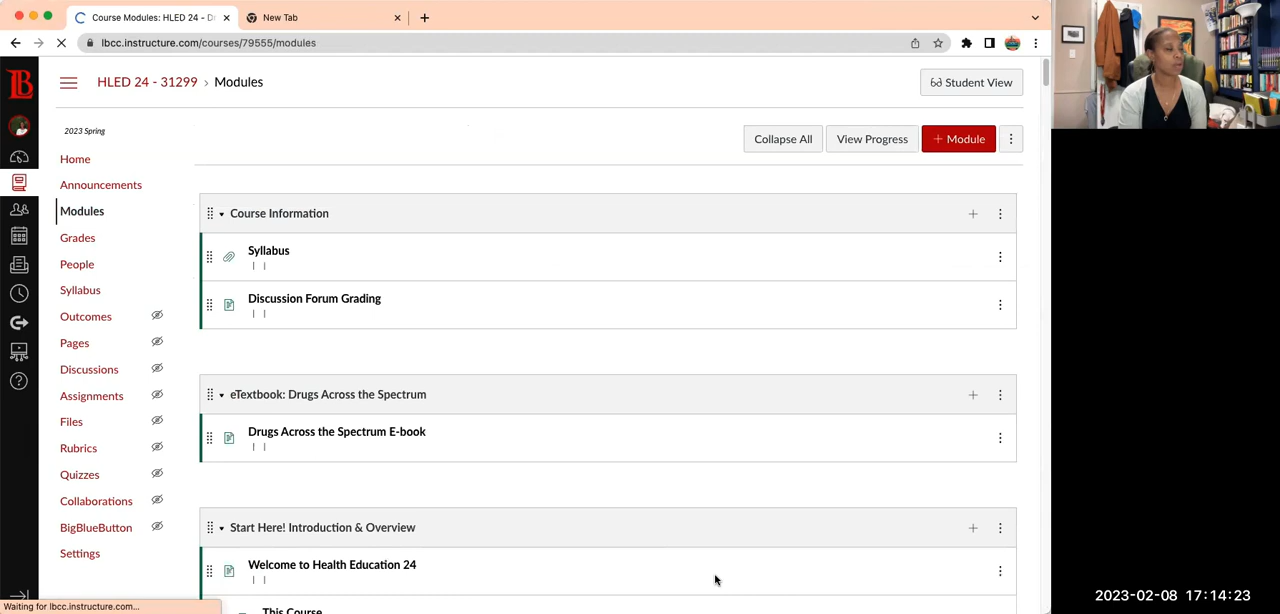 Course Modules: HLED 24 - D
New Tab
lbcc.instructure.com/courses/79555/modules
HLED 24 - 31299 › Modules
Student View
2023 Spring
Collapse All
View Progress
+ Module
Home
Announcements
Modules
Grades
People
Syllabus
Outcomes
Pages
Discussions
Assignments
Files
Rubrics
Quizzes
Collaborations
BigBlueButton
Settings
Course Information
Syllabus
Discussion Forum Grading
eTextbook: Drugs Across the Spectrum
Drugs Across the Spectrum E-book
Start Here! Introduction & Overview
Welcome to Health Education 24
This Course
Waiting for lbcc.instructure.com...
2023-02-08 17:14:23